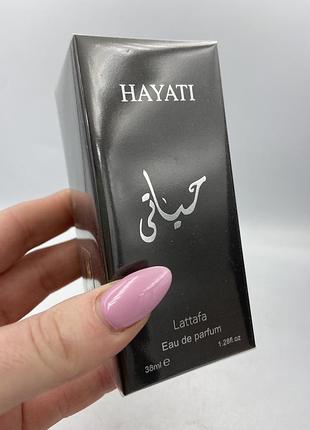 HAYATI
حياتي
Lattafa
Eau de parfum
38ml ℮
1.28fl.oz